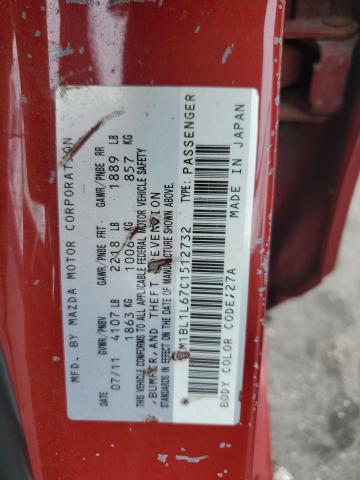 MFD. BY MAZDA MOTOR CORPORATION
DATE GVWR/PNBV GAWR/PNBE FRT. GAWR/PNBE RR
07/11 4107 LB 2218 LB 1889 LB
1863 KG 1006 KG 857 KG
THIS VEHICLE CONFORMS
TO ALL APPLICABLE FEDERAL MOTOR VEHICLE SAFETY
, BUMPER, AND THEFT PREVENTION
STANDARDS IN EFFECT ON THE DATE OF MANUFACTURE SHOWN ABOVE.
M1BL1L67C1512732 TYPE: PASSENGER
BODY COLOR CODE;27A MADE IN JAPAN